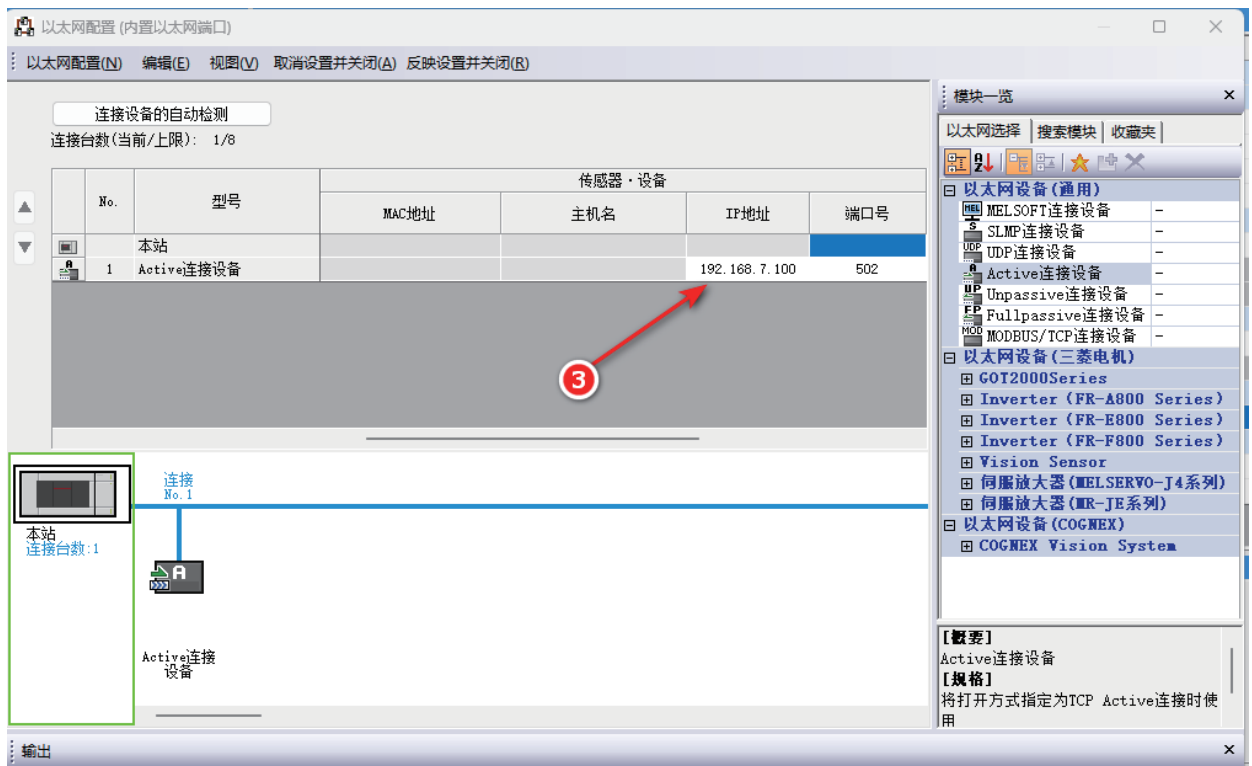 以太网配置 (内置以太网端口)
以太网配置(N) 编辑(E) 视图(V) 取消设置并关闭(A) 反映设置并关闭(R)
连接设备的自动检测
连接台数(当前/上限): 1/8
传感器·设备
No. 型号 MAC地址 主机名 IP地址 端口号
本站
1 Active连接设备 192.168.7.100 502
3
连接
No.1
本站
连接台数:1
A
Active连接
设备
模块一览
以太网选择 搜索模块 收藏夹
以太网设备(通用)
MELSOFT连接设备 -
SLMP连接设备 -
UDP连接设备 -
Active连接设备 -
Unpassive连接设备 -
Fullpassive连接设备 -
MODBUS/TCP连接设备 -
以太网设备(三菱电机)
GOT2000Series
Inverter (FR-A800 Series)
Inverter (FR-E800 Series)
Inverter (FR-F800 Series)
Vision Sensor
伺服放大器(MELSERVO-J4系列)
伺服放大器(MR-JE系列)
以太网设备(COGNEX)
COGNEX Vision System
[概要]
Active连接设备
[规格]
将打开方式指定为TCP Active连接时使
用
输出